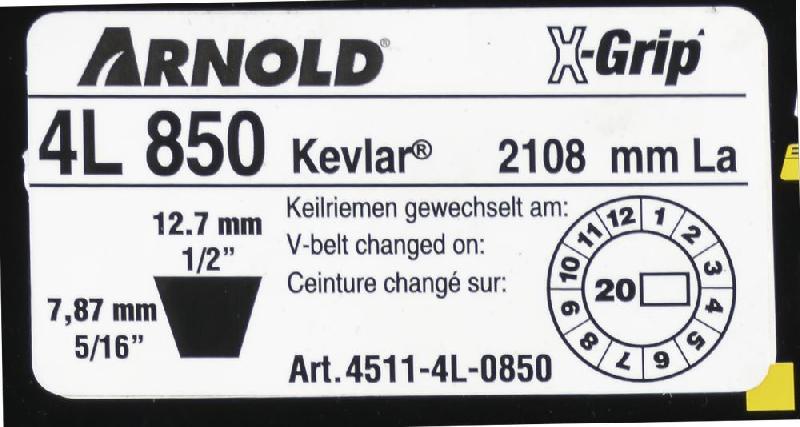 ARNOLD®
X-Grip
4L 850 Kevlar® 2108 mm La
12.7 mm
1/2”
7,87 mm
5/16”
Keilriemen gewechselt am:
V-belt changed on:
Ceinture changé sur:
Art.4511-4L-0850
1 2 3 4 5 6 7 8 9 10 11 12
20